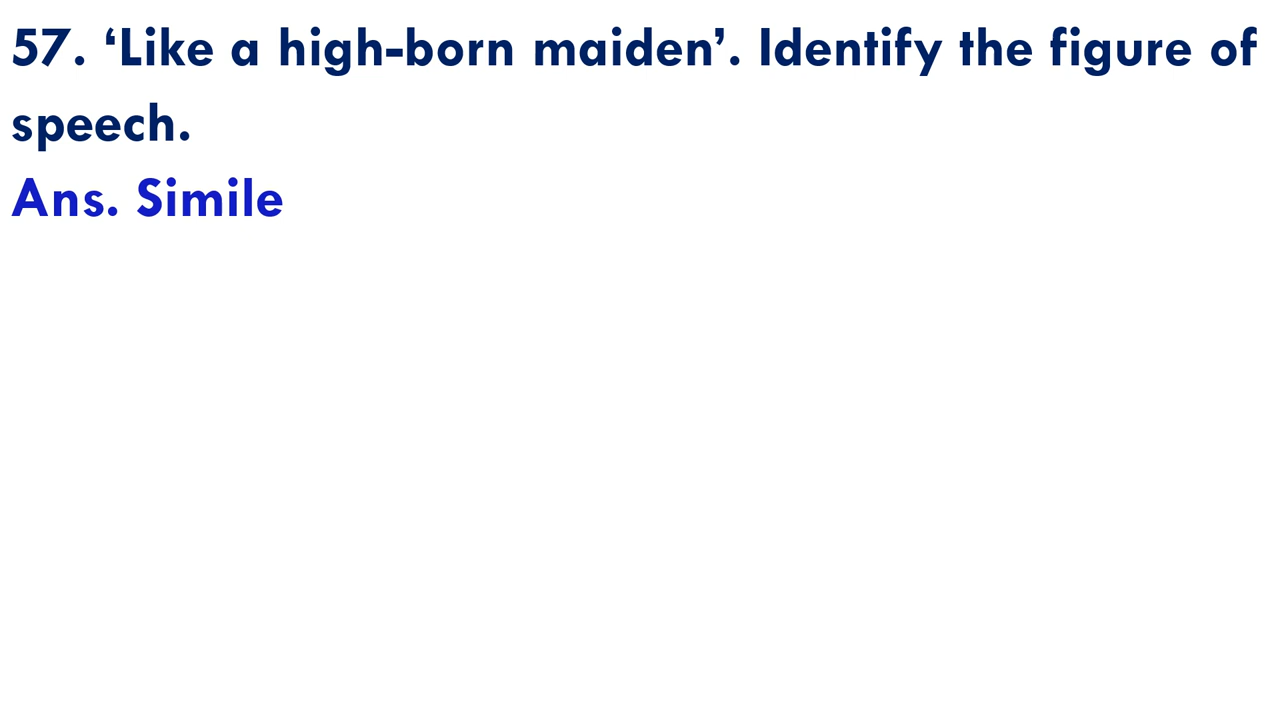 57. ‘Like a high-born maiden’. Identify the figure of
speech.
Ans. Simile